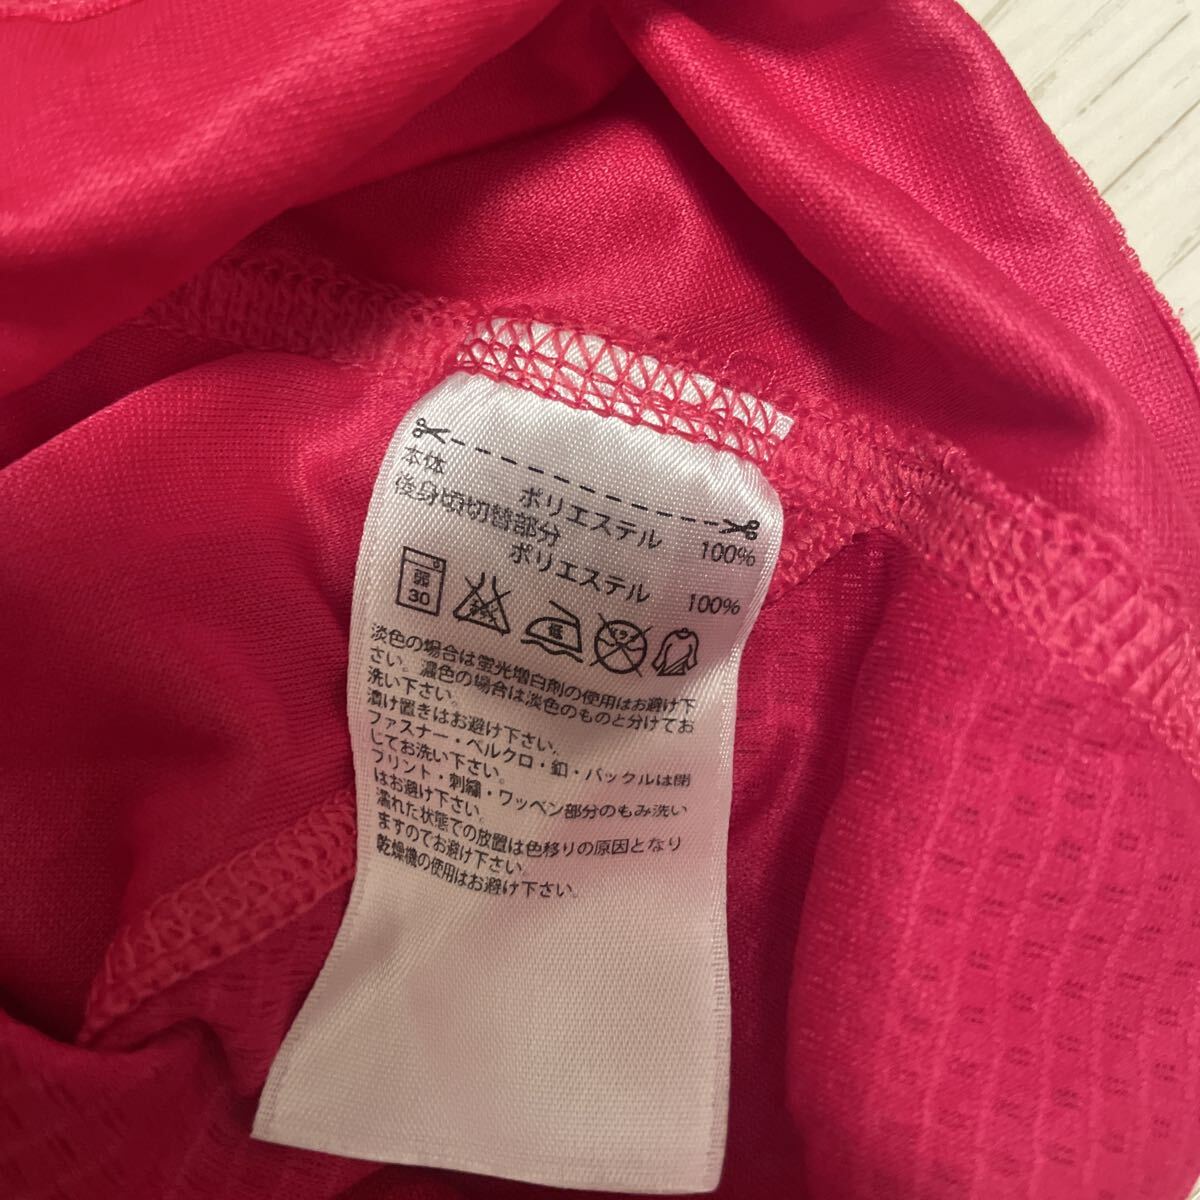 本体
ポリエステル 100%
後身頃切替部分
ポリエステル 100%
弱 30 低
淡色の場合は蛍光増白剤の使用はお避け下
さい。濃色の場合は淡色のものと分けてお
洗い下さい。
漬け置きはお避け下さい。
ファスナー・ベルクロ・釦・バックルは閉
じてお洗い下さい。
プリント・刺繍・ワッペン部分のもみ洗い
はお避け下さい。
濡れた状態での放置は色移りの原因となり
ますのでお避け下さい。
乾燥機の使用はお避け下さい。